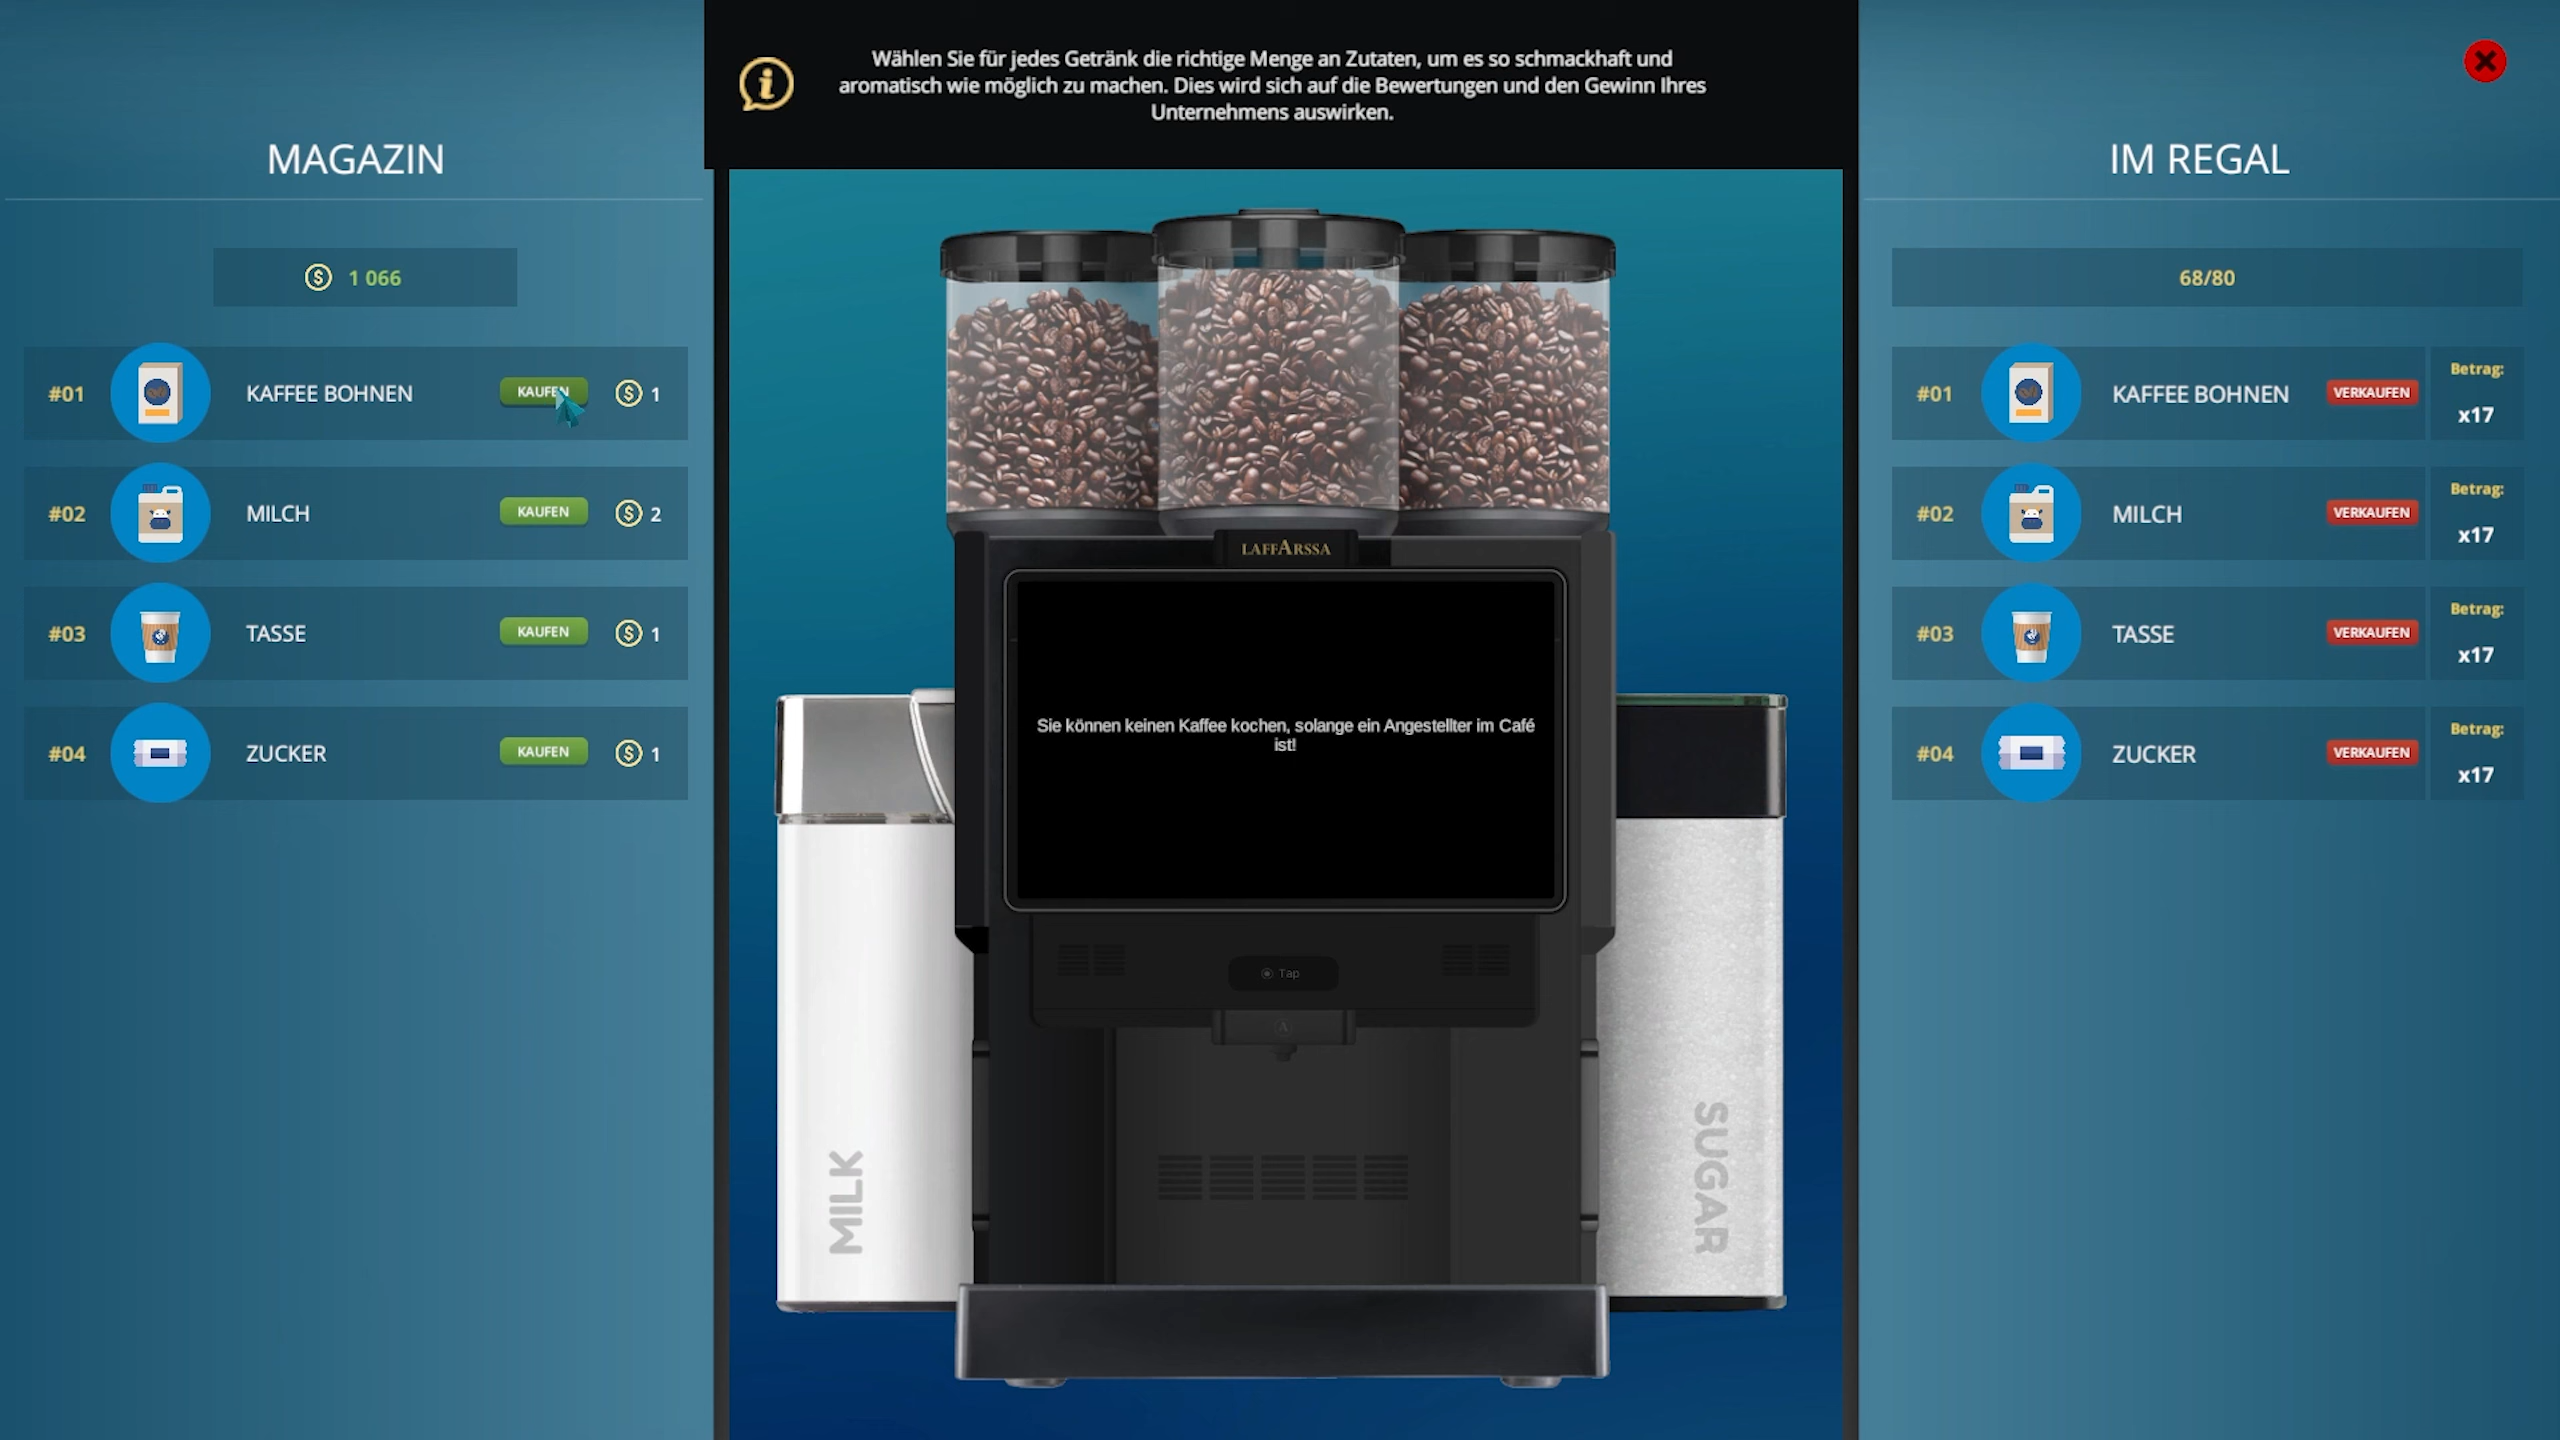 Wählen Sie für jedes Getränk die richtige Menge an Zutaten, um es so schmackhaft und
aromatisch wie möglich zu machen. Dies wird sich auf die Bewertungen und den Gewinn Ihres
Unternehmens auswirken.
MAGAZIN
1 066
#01 KAFFEE BOHNEN KAUFEN 1
#02 MILCH KAUFEN 2
#03 TASSE KAUFEN 1
#04 ZUCKER KAUFEN 1
LAFFARSSA
Sie können keinen Kaffee kochen, solange ein Angestellter im Café
ist!
Tap
A
MILK
SUGAR
IM REGAL
68/80
#01 KAFFEE BOHNEN VERKAUFEN Betrag:
x17
#02 MILCH VERKAUFEN Betrag:
x17
#03 TASSE VERKAUFEN Betrag:
x17
#04 ZUCKER VERKAUFEN Betrag:
x17